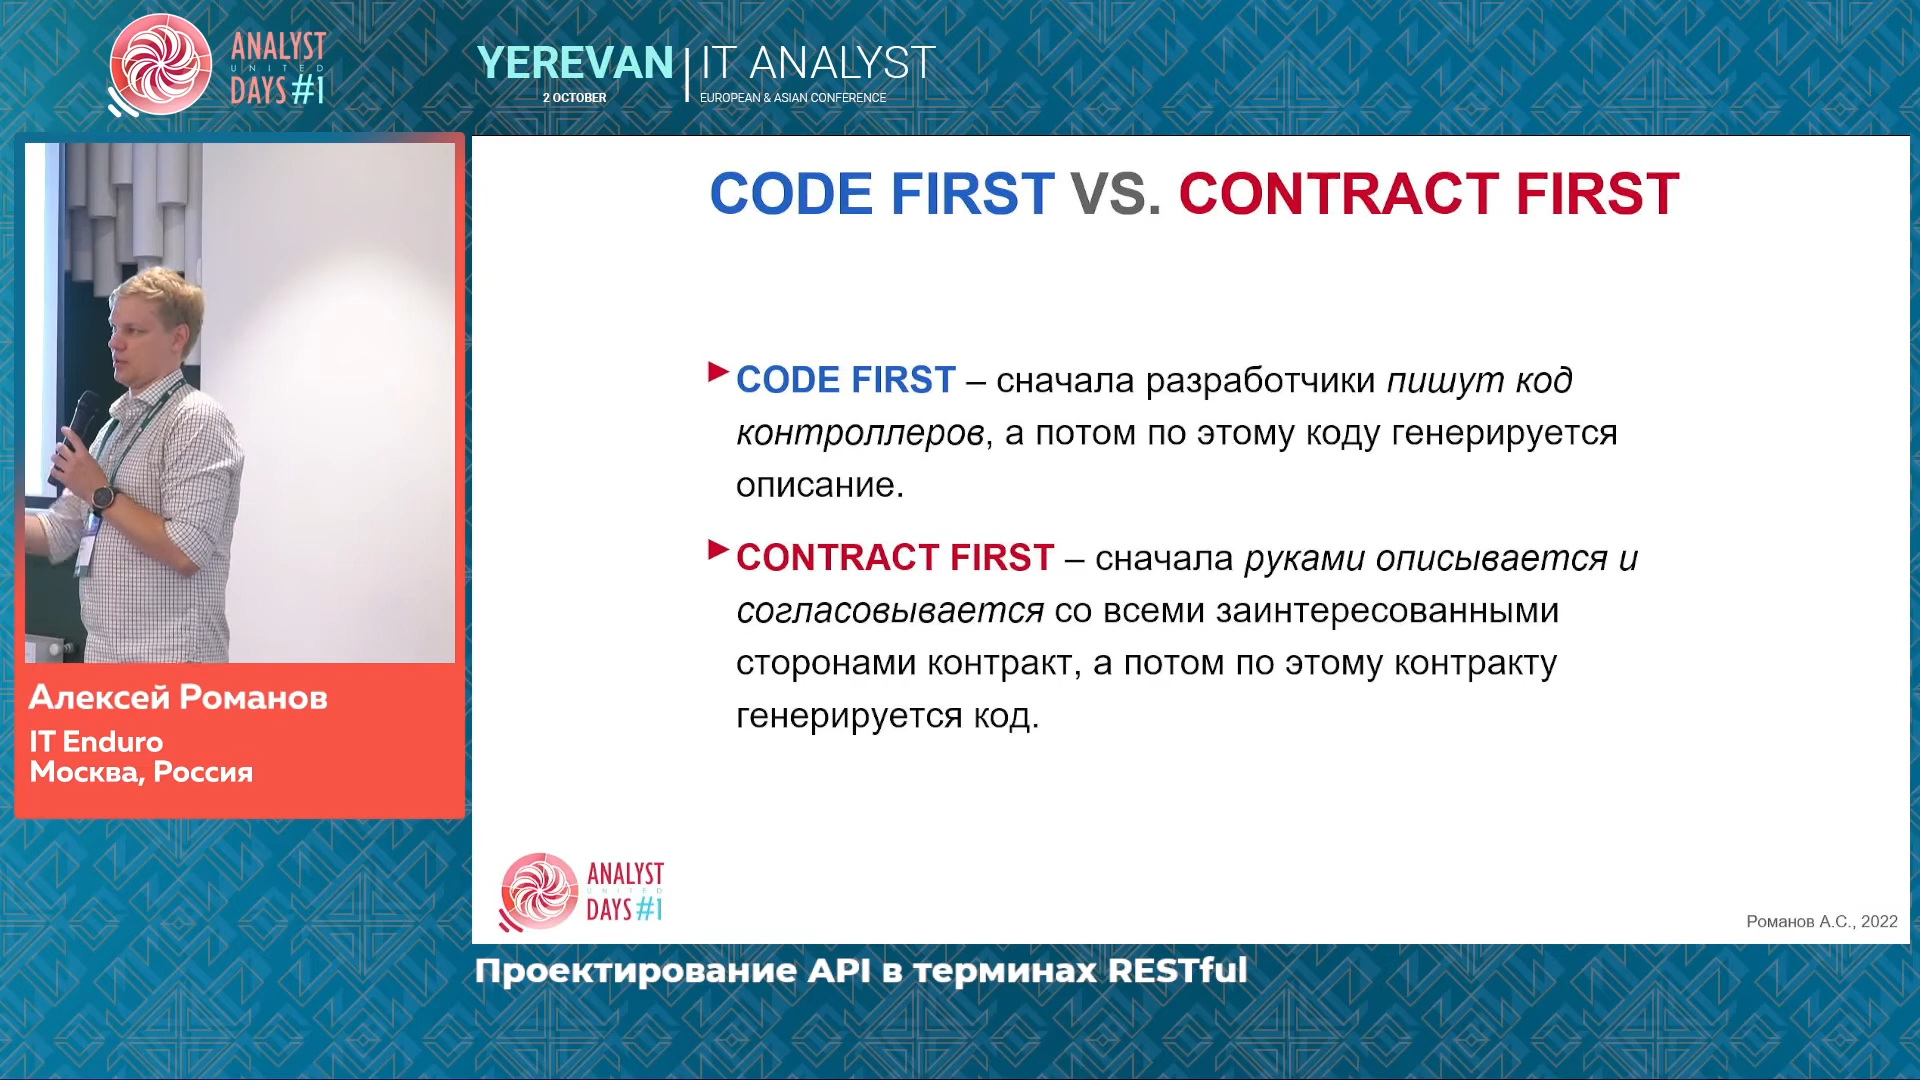 ANALYST
UNITED
DAYS #1
YEREVAN
2 OCTOBER
IT ANALYST
EUROPEAN & ASIAN CONFERENCE
Алексей Романов
IT Enduro
Москва, Россия
CODE FIRST VS. CONTRACT FIRST
CODE FIRST – сначала разработчики пишут код
контроллеров, а потом по этому коду генерируется
описание.
CONTRACT FIRST – сначала руками описывается и
согласовывается со всеми заинтересованными
сторонами контракт, а потом по этому контракту
генерируется код.
ANALYST
UNITED
DAYS #1
Романов А.С., 2022
Проектирование API в терминах RESTful